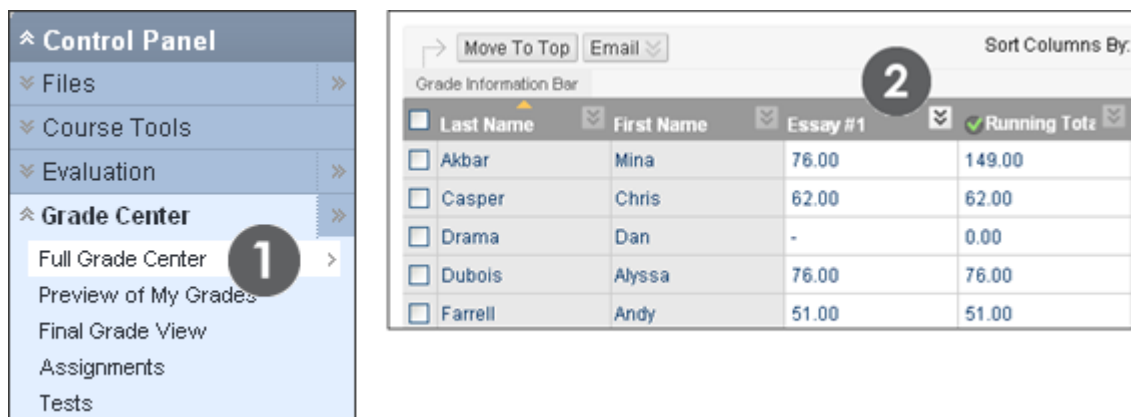 Control Panel
Files
Course Tools
Evaluation
Grade Center
Full Grade Center
1
Preview of My Grades
Final Grade View
Assignments
Tests
Move To Top Email Sort Columns By:
Grade Information Bar
2
Last Name First Name Essay #1 Running Tota
Akbar Mina 76.00 149.00
Casper Chris 62.00 62.00
Drama Dan - 0.00
Dubois Alyssa 76.00 76.00
Farrell Andy 51.00 51.00